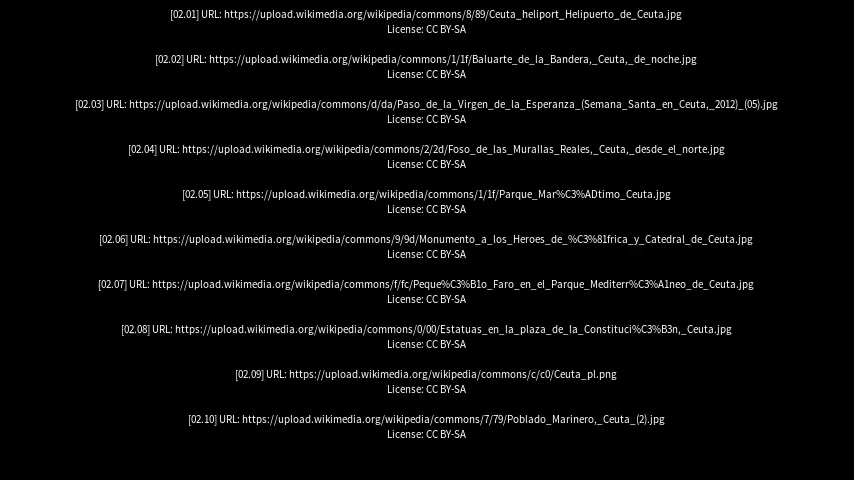 [02.01] URL: https://upload.wikimedia.org/wikipedia/commons/8/89/Ceuta_heliport_Helipuerto_de_Ceuta.jpg
License: CC BY-SA
[02.02] URL: https://upload.wikimedia.org/wikipedia/commons/1/1f/Baluarte_de_la_Bandera,_Ceuta,_de_noche.jpg
License: CC BY-SA
[02.03] URL: https://upload.wikimedia.org/wikipedia/commons/d/da/Paso_de_la_Virgen_de_la_Esperanza_(Semana_Santa_en_Ceuta,_2012)_(05).jpg
License: CC BY-SA
[02.04] URL: https://upload.wikimedia.org/wikipedia/commons/2/2d/Foso_de_las_Murallas_Reales,_Ceuta,_desde_el_norte.jpg
License: CC BY-SA
[02.05] URL: https://upload.wikimedia.org/wikipedia/commons/1/1f/Parque_Mar%C3%ADtimo_Ceuta.jpg
License: CC BY-SA
[02.06] URL: https://upload.wikimedia.org/wikipedia/commons/9/9d/Monumento_a_los_Heroes_de_%C3%81frica_y_Catedral_de_Ceuta.jpg
License: CC BY-SA
[02.07] URL: https://upload.wikimedia.org/wikipedia/commons/f/fc/Peque%C3%B1o_Faro_en_el_Parque_Mediterr%C3%A1neo_de_Ceuta.jpg
License: CC BY-SA
[02.08] URL: https://upload.wikimedia.org/wikipedia/commons/0/00/Estatuas_en_la_plaza_de_la_Constituci%C3%B3n,_Ceuta.jpg
License: CC BY-SA
[02.09] URL: https://upload.wikimedia.org/wikipedia/commons/c/c0/Ceuta_pl.png
License: CC BY-SA
[02.10] URL: https://upload.wikimedia.org/wikipedia/commons/7/79/Poblado_Marinero,_Ceuta_(2).jpg
License: CC BY-SA